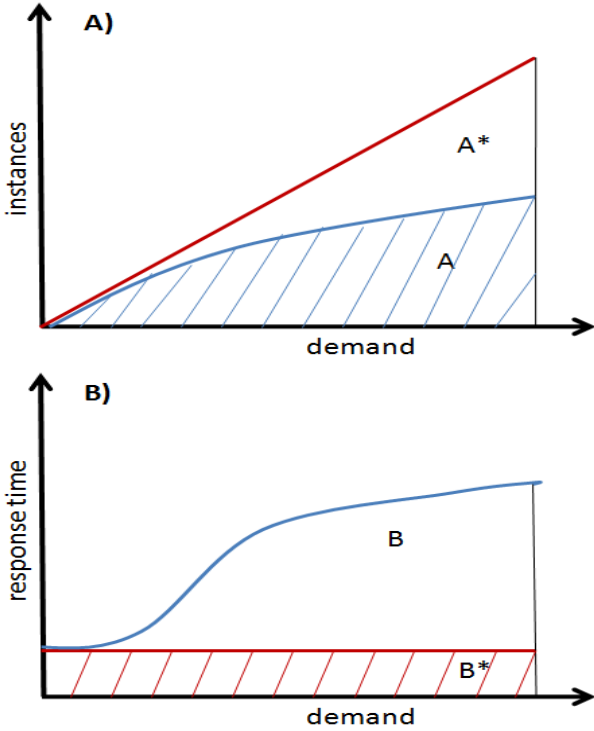 A)
instances
A*
A
demand
B)
response time
B
B*
demand